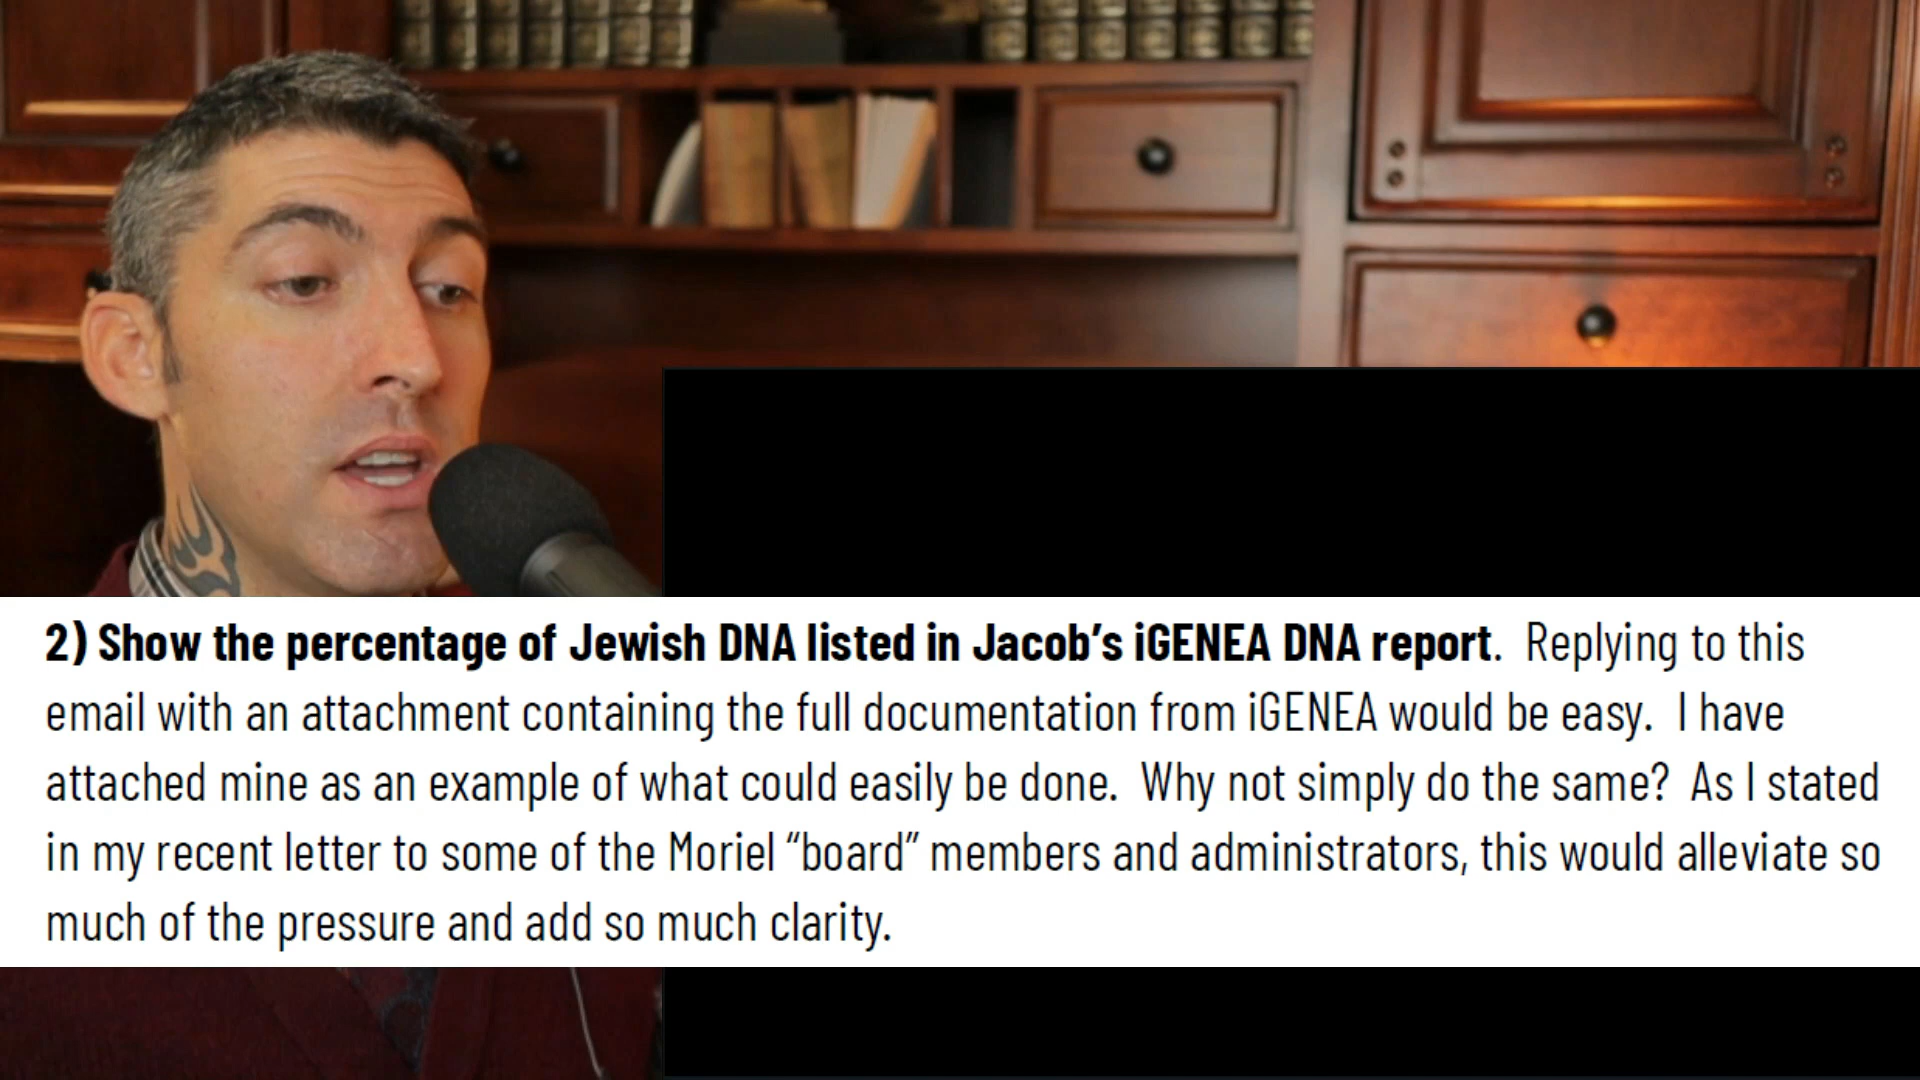 2) Show the percentage of Jewish DNA listed in Jacob’s iGENEA DNA report.  Replying to this
email with an attachment containing the full documentation from iGENEA would be easy.  I have
attached mine as an example of what could easily be done.  Why not simply do the same?  As I stated
in my recent letter to some of the Moriel “board” members and administrators, this would alleviate so
much of the pressure and add so much clarity.